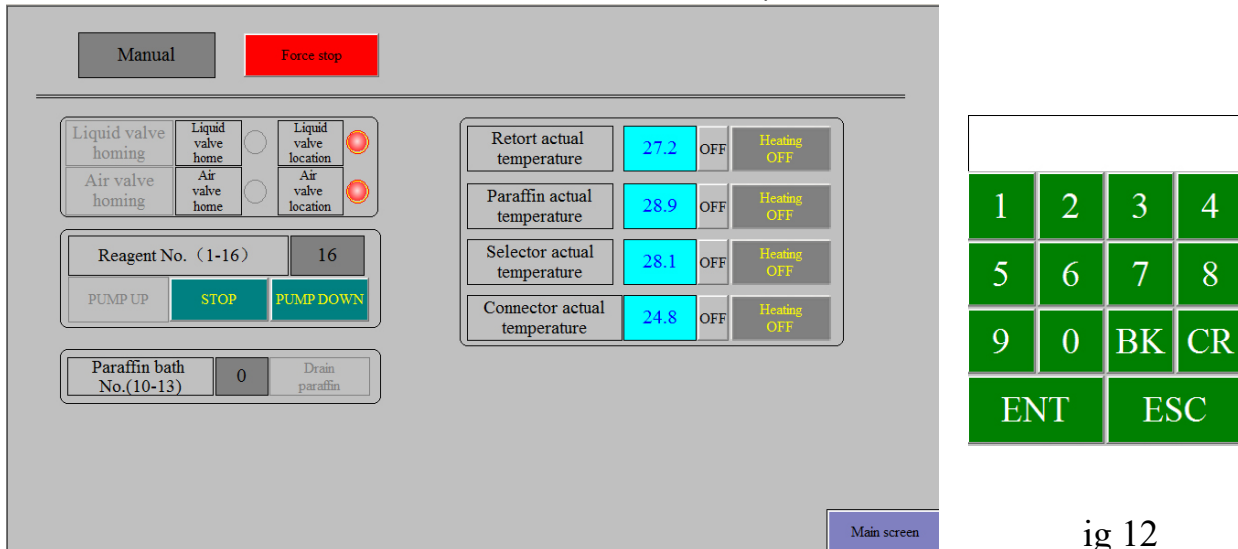 Manual
Force stop
Liquid valve
homing
Liquid
valve
home
Liquid
valve
location
Air valve
homing
Air
valve
home
Air
valve
location
Reagent No.（1-16）
16
PUMP UP
STOP
PUMP DOWN
Paraffin bath
No.(10-13)
0
Drain
paraffin
Retort actual
temperature
27.2
OFF
Heating
OFF
Paraffin actual
temperature
28.9
OFF
Heating
OFF
Selector actual
temperature
28.1
OFF
Heating
OFF
Connector actual
temperature
24.8
OFF
Heating
OFF
Main screen
1 2 3 4
5 6 7 8
9 0 BK CR
ENT ESC
ig 12